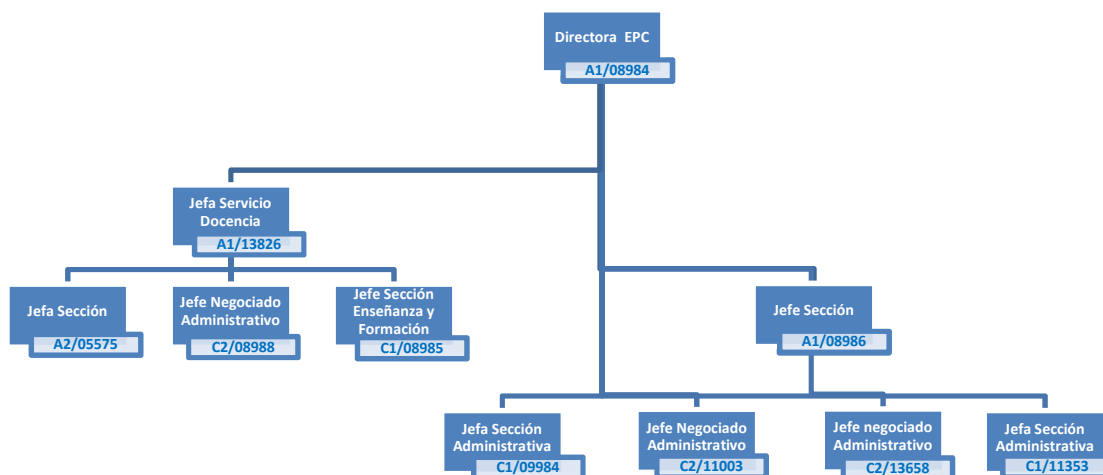 Directora EPC
A1/08984
Jefa Servicio
Docencia
A1/13826
Jefa Sección
A2/05575
Jefe Negociado
Administrativo
C2/08988
Jefe Sección
Enseñanza y
Formación
C1/08985
Jefe Sección
A1/08986
Jefa Sección
Administrativa
C1/09984
Jefe Negociado
Administrativo
C2/11003
Jefe negociado
Administrativo
C2/13658
Jefa Sección
Administrativa
C1/11353